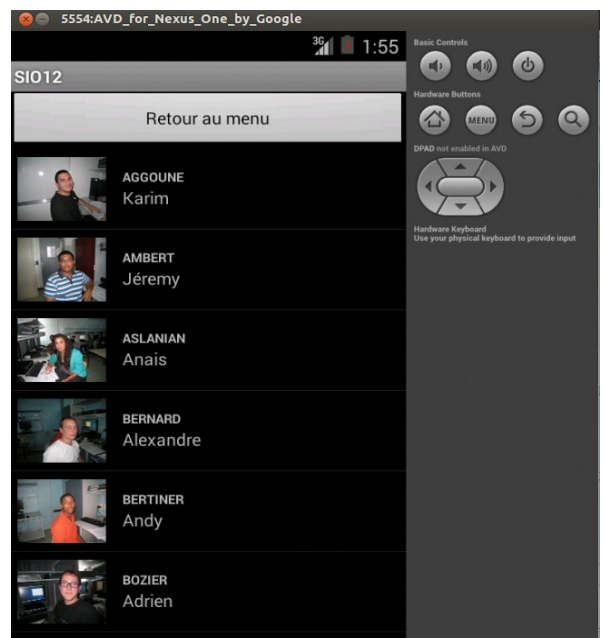 5554:AVD_for_Nexus_One_by_Google
3G 1:55
SIO12
Retour au menu
AGGOUNE
Karim
AMBERT
Jéremy
ASLANIAN
Anais
BERNARD
Alexandre
BERTINER
Andy
BOZIER
Adrien
Basic Controls
Hardware Buttons
MENU
DPAD not enabled in AVD
Hardware Keyboard
Use your physical keyboard to provide input